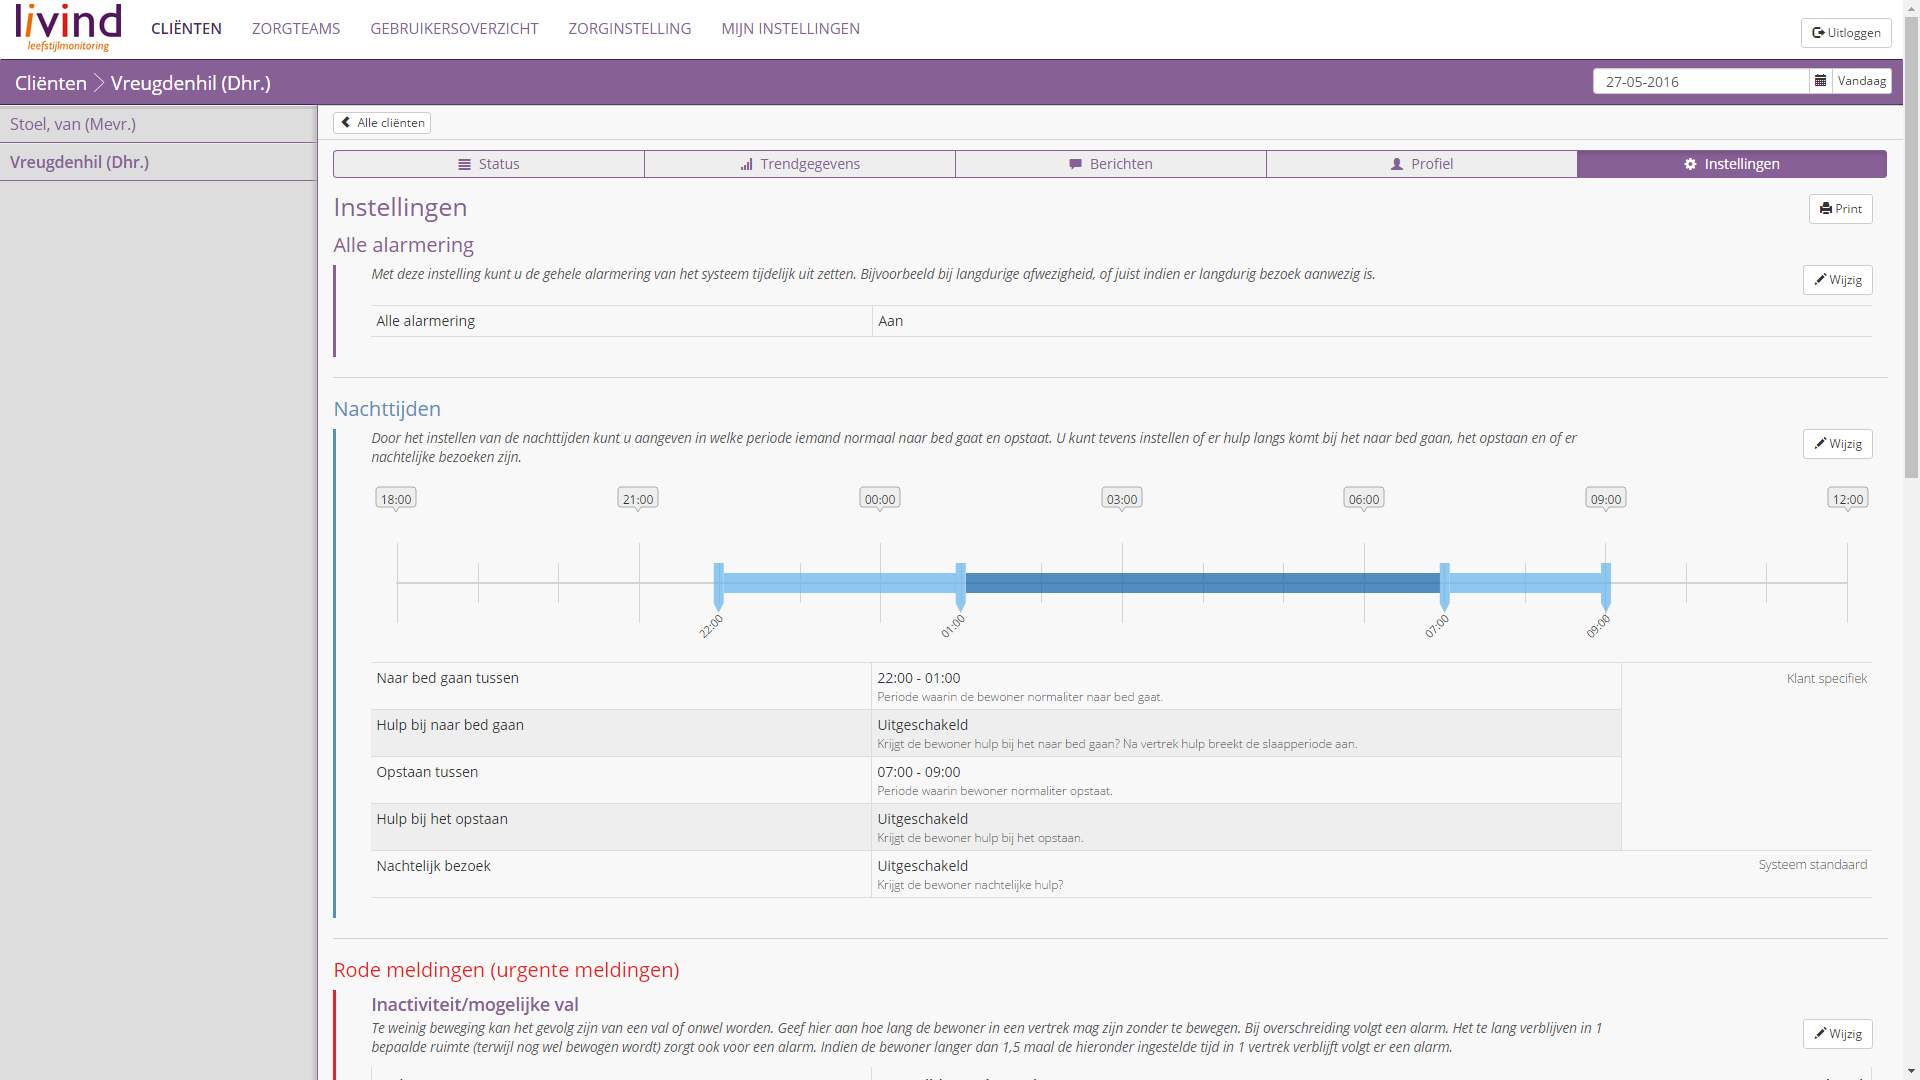 livind
leefstijlmonitoring
CLIËNTEN
ZORGTEAMS
GEBRUIKERSOVERZICHT
ZORGINSTELLING
MIJN INSTELLINGEN
Uitloggen
Cliënten
Vreugdenhil (Dhr.)
27-05-2016
Vandaag
Stoel, van (Mevr.)
Vreugdenhil (Dhr.)
Alle cliënten
Status
Trendgegevens
Berichten
Profiel
Instellingen
Instellingen
Print
Alle alarmering
Met deze instelling kunt u de gehele alarmering van het systeem tijdelijk uit zetten. Bijvoorbeeld bij langdurige afwezigheid, of juist indien er langdurig bezoek aanwezig is.
Wijzig
Alle alarmering
Aan
Nachttijden
Door het instellen van de nachttijden kunt u aangeven in welke periode iemand normaal naar bed gaat en opstaat. U kunt tevens instellen of er hulp langs komt bij het naar bed gaan, het opstaan en of er
nachtelijke bezoeken zijn.
Wijzig
18:00
21:00
00:00
03:00
06:00
09:00
12:00
22:00
01:00
07:00
09:00
Naar bed gaan tussen
22:00 - 01:00
Periode waarin de bewoner normaliter naar bed gaat.
Klant specifiek
Hulp bij naar bed gaan
Uitgeschakeld
Krijgt de bewoner hulp bij het naar bed gaan? Na vertrek hulp breekt de slaapperiode aan.
Opstaan tussen
07:00 - 09:00
Periode waarin bewoner normaliter opstaat.
Hulp bij het opstaan
Uitgeschakeld
Krijgt de bewoner hulp bij het opstaan.
Nachtelijk bezoek
Uitgeschakeld
Krijgt de bewoner nachtelijke hulp?
Systeem standaard
Rode meldingen (urgente meldingen)
Inactiviteit/mogelijke val
Te weinig beweging kan het gevolg zijn van een val of onwel worden. Geef hier aan hoe lang de bewoner in een vertrek mag zijn zonder te bewegen. Bij overschreiding volgt een alarm. Het te lang verblijven in 1
bepaalde ruimte (terwijl nog wel bewogen wordt) zorgt ook voor een alarm. Indien de bewoner langer dan 1,5 maal de hieronder ingestelde tijd in 1 vertrek verblijft volgt er een alarm.
Wijzig